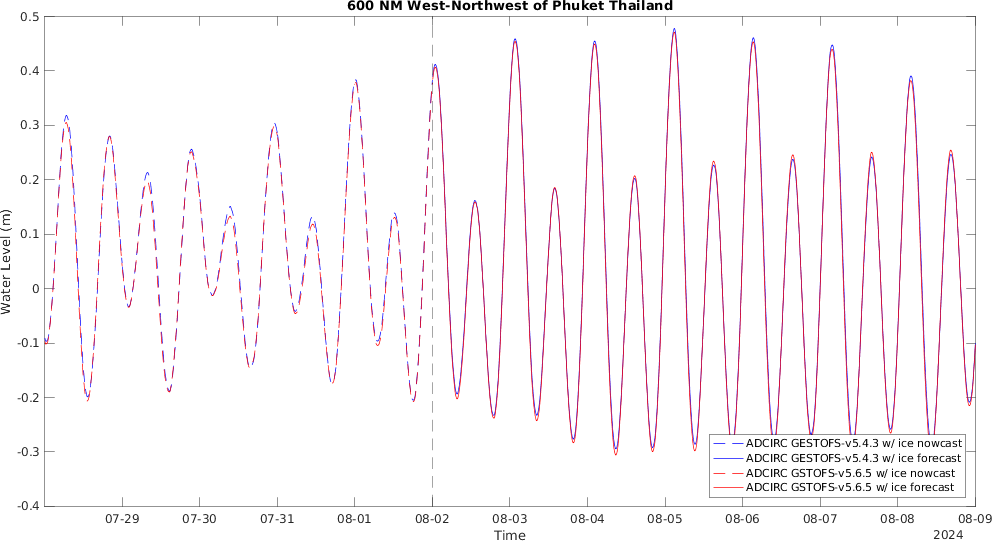 600 NM West-Northwest of Phuket Thailand
0.5
0.4
0.3
0.2
0.1
0
-0.1
-0.2
-0.3
-0.4
Water Level (m)
07-29 07-30 07-31 08-01 08-02 08-03 08-04 08-05 08-06 08-07 08-08 08-09
Time
2024
ADCIRC GESTOFS-v5.4.3 w/ ice nowcast
ADCIRC GESTOFS-v5.4.3 w/ ice forecast
ADCIRC GSTOFS-v5.6.5 w/ ice nowcast
ADCIRC GSTOFS-v5.6.5 w/ ice forecast